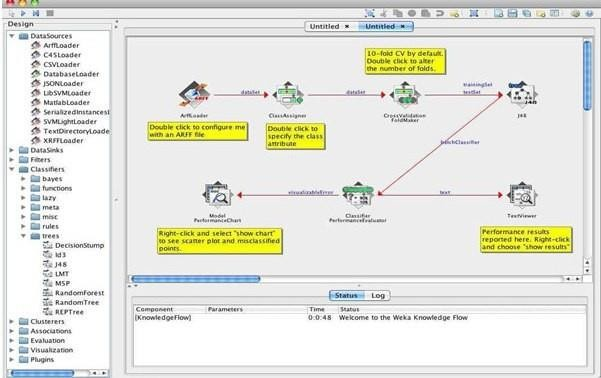 Design
Untitled
Untitled
DataSources
ArffLoader
C45Loader
CSVLoader
DatabaseLoader
JSONLoader
LibSVMLoader
MatlabLoader
SerializedInstancesL
SVMLightLoader
TextDirectoryLoade
XRFFLoader
DataSinks
Filters
Classifiers
bayes
functions
lazy
meta
misc
rules
trees
DecisionStump
Id3
J48
LMT
M5P
RandomForest
RandomTree
REPTree
Clusterers
Associations
Evaluation
Visualization
Plugins
10-fold CV by default.
Double click to alter
the number of folds,
ARFF
dataSet
dataSet
trainingSet
testSet
J48
ArffLoader
ClassAssigner
CrossValidation
FoldMaker
J48
Double click to configure me
with an ARFF file
Double click to
specify the class
attribute
batchClassifier
visualizableError
text
Model
PerformanceChart
Classifier
PerformanceEvaluator
TextViewer
Right-click and select "show chart"
to see scatter plot and misclassified
points.
Performance results
reported here. Right-click
and choose "show results"
Status
Log
Component Parameters Time Status
[KnowledgeFlow] 0:0:48 Welcome to the Weka Knowledge Flow